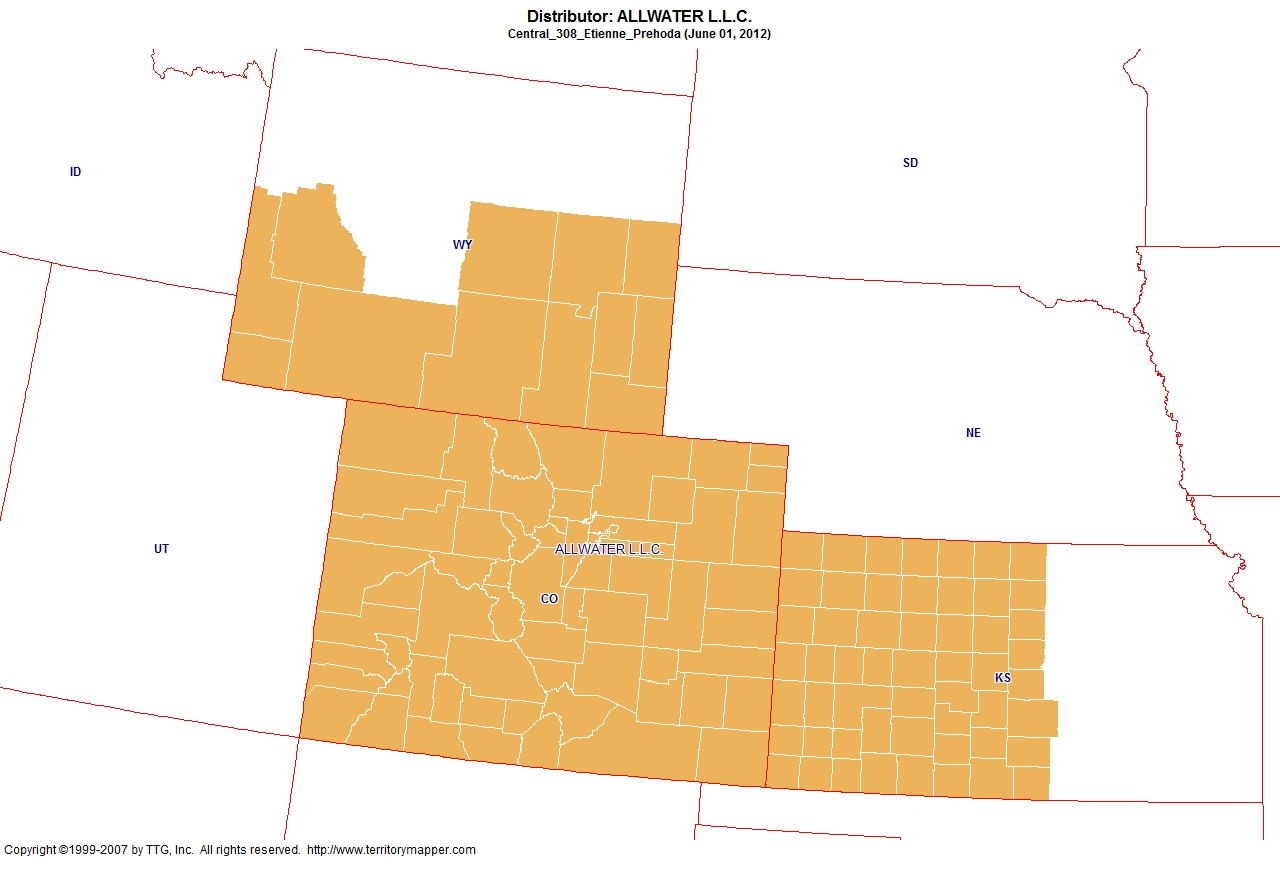 Distributor: ALLWATER L.L.C.
Central_308_Etienne_Prehoda (June 01, 2012)
SD
ID
WY
NE
UT
ALLWATER L.L.C.
CO
KS
Copyright ©1999-2007 by TTG, Inc. All rights reserved. http://www.territorymapper.com